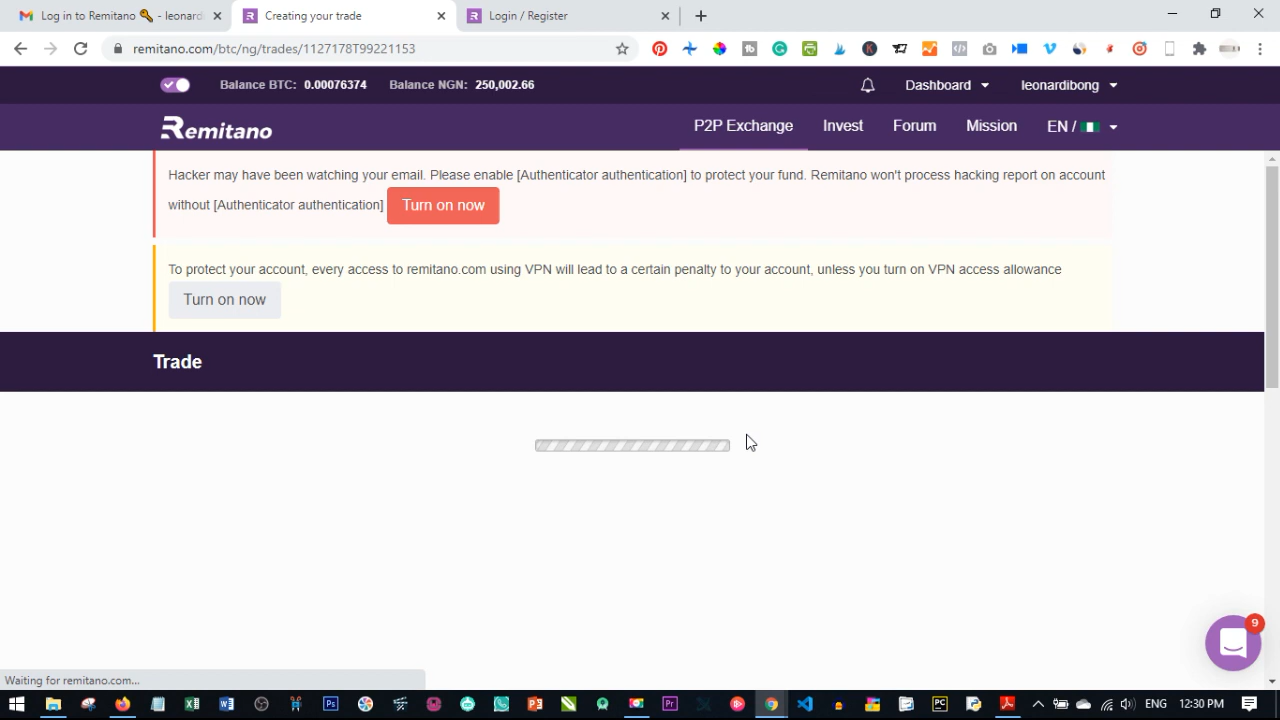 Log in to Remitano 🔑 - leonard
Creating your trade
Login / Register
remitano.com/btc/ng/trades/1127178T99221153
Balance BTC: 0.00076374 Balance NGN: 250,002.66
Dashboard
leonardibong
Remitano
P2P Exchange
Invest
Forum
Mission
EN /
Hacker may have been watching your email. Please enable [Authenticator authentication] to protect your fund. Remitano won't process hacking report on account
without [Authenticator authentication] Turn on now
To protect your account, every access to remitano.com using VPN will lead to a certain penalty to your account, unless you turn on VPN access allowance
Turn on now
Trade
9
Waiting for remitano.com...
ENG
12:30 PM